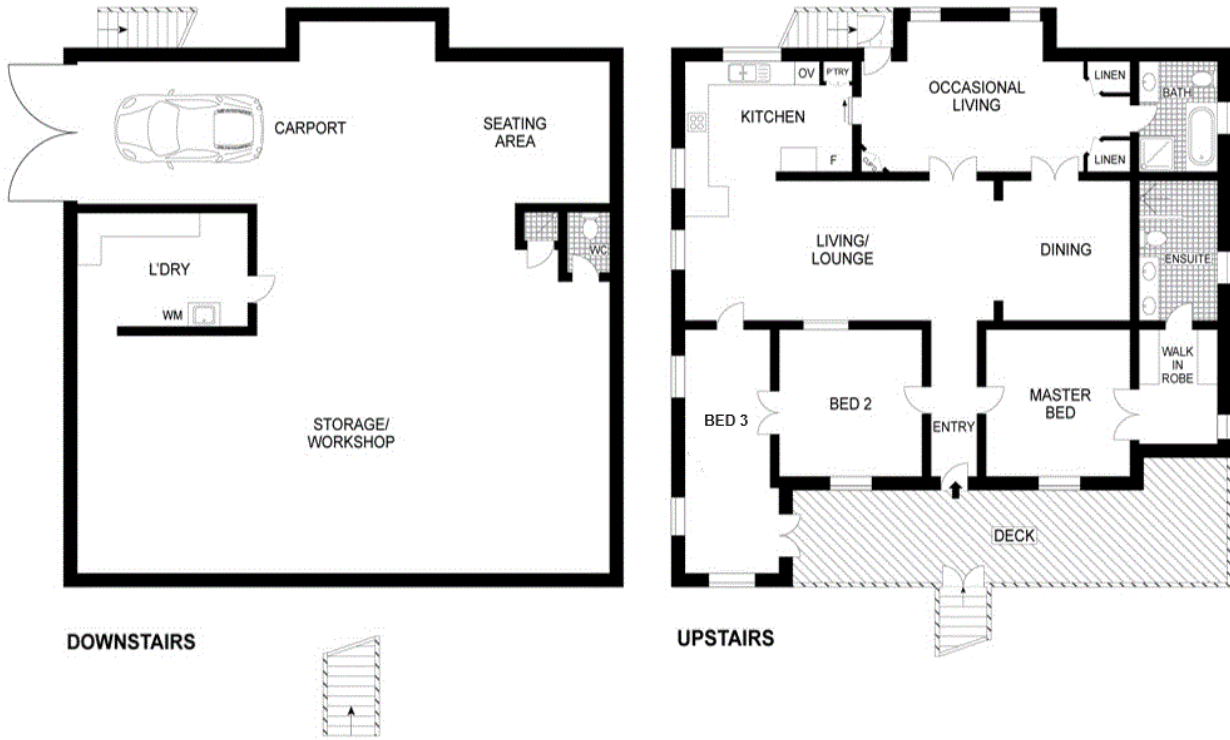 CARPORT
SEATING
AREA
L'DRY
WM
WC
STORAGE/
WORKSHOP
DOWNSTAIRS
OV
P'TRY
KITCHEN
F
CUP'D
OCCASIONAL
LIVING
LINEN
BATH
LINEN
LIVING/
LOUNGE
DINING
ENSUITE
WALK
IN
ROBE
BED 3
BED 2
ENTRY
MASTER
BED
DECK
UPSTAIRS